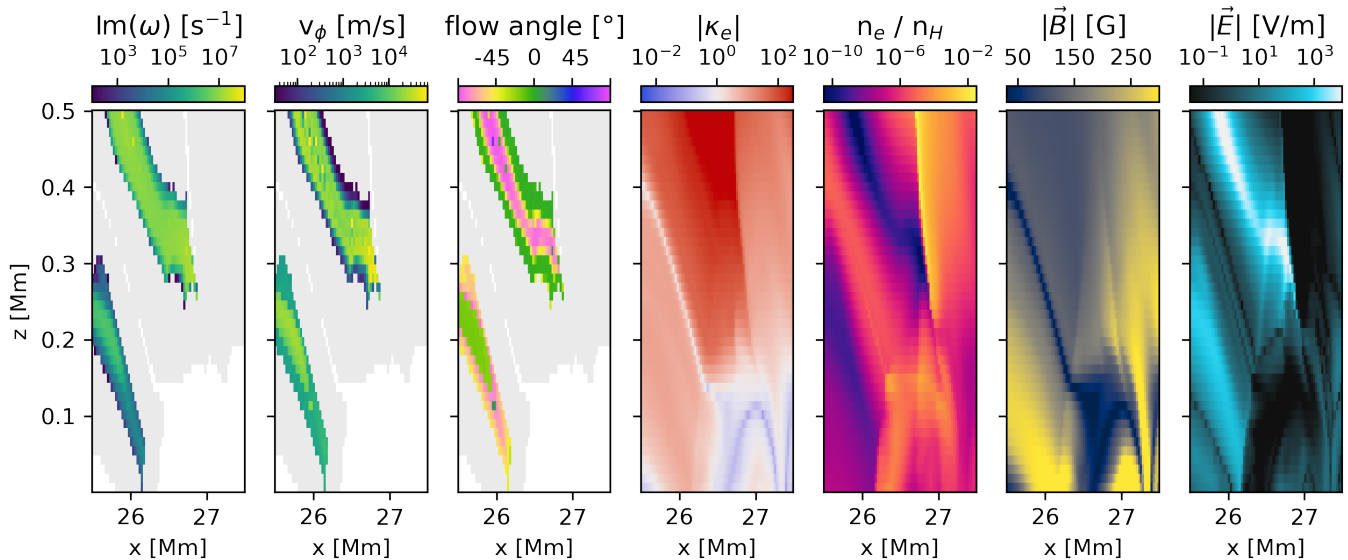 Im(ω) [s⁻¹] v_ϕ [m/s] flow angle [°] |κ_e| n_e / n_H |B⃗| [G] |E⃗| [V/m]
10³ 10⁵ 10⁷ 10² 10³ 10⁴ -45 0 45 10⁻² 10⁰ 10² 10⁻¹⁰ 10⁻⁶ 10⁻² 50 150 250 10⁻¹ 10¹ 10³
0.5
0.4
0.3
0.2
0.1
z [Mm]
26 27 26 27 26 27 26 27 26 27 26 27 26 27
x [Mm] x [Mm] x [Mm] x [Mm] x [Mm] x [Mm] x [Mm]